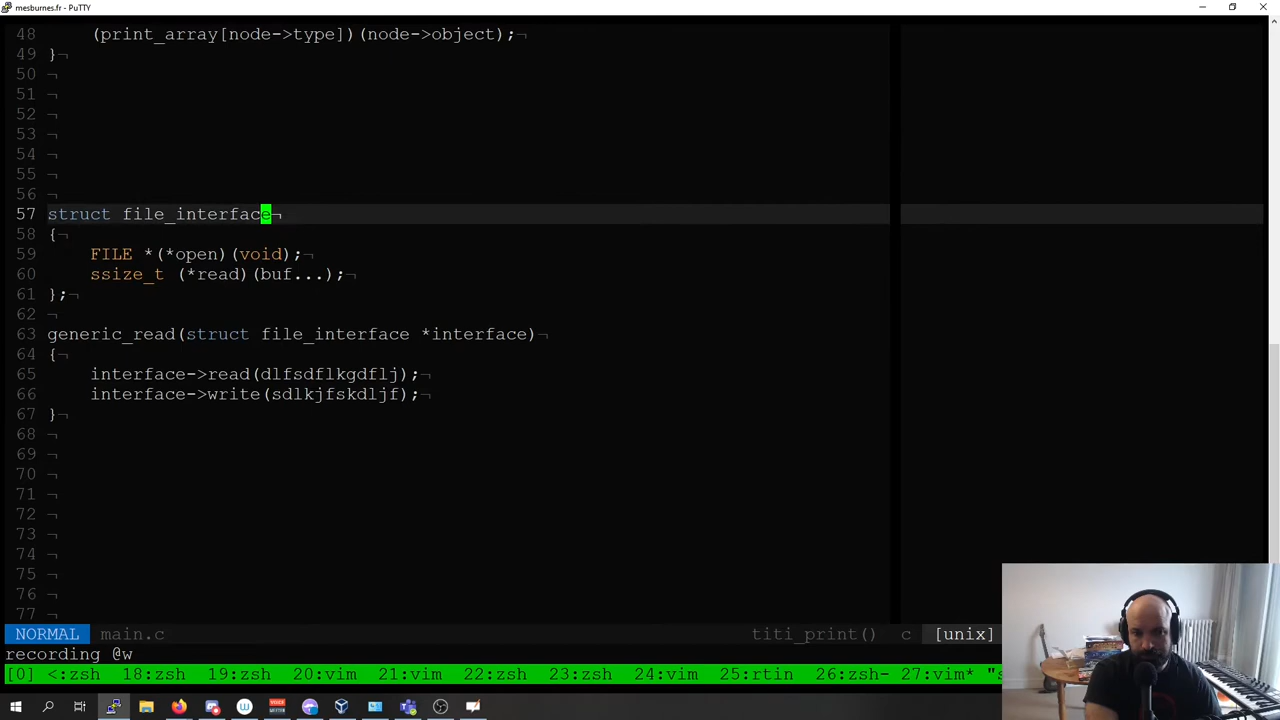 mesburnes.fr - PuTTY
48 (print_array[node->type])(node->object);¬
49 }¬
50 ¬
51 ¬
52 ¬
53 ¬
54 ¬
55 ¬
56 ¬
57 struct file_interface¬
58 {¬
59 FILE *(*open)(void);¬
60 ssize_t (*read)(buf...);¬
61 };¬
62 ¬
63 generic_read(struct file_interface *interface)¬
64 {¬
65 interface->read(dlfsdflkgdflj);¬
66 interface->write(sdlkjfskdljf);¬
67 }¬
68 ¬
69 ¬
70 ¬
71 ¬
72 ¬
73 ¬
74 ¬
75 ¬
76 ¬
77 ¬
NORMAL main.c titi_print() c [unix]
recording @w
[0] <:zsh 18:zsh 19:zsh 20:vim 21:vim 22:zsh 23:zsh 24:zsh 25:rtin 26:zsh- 27:vim* "s